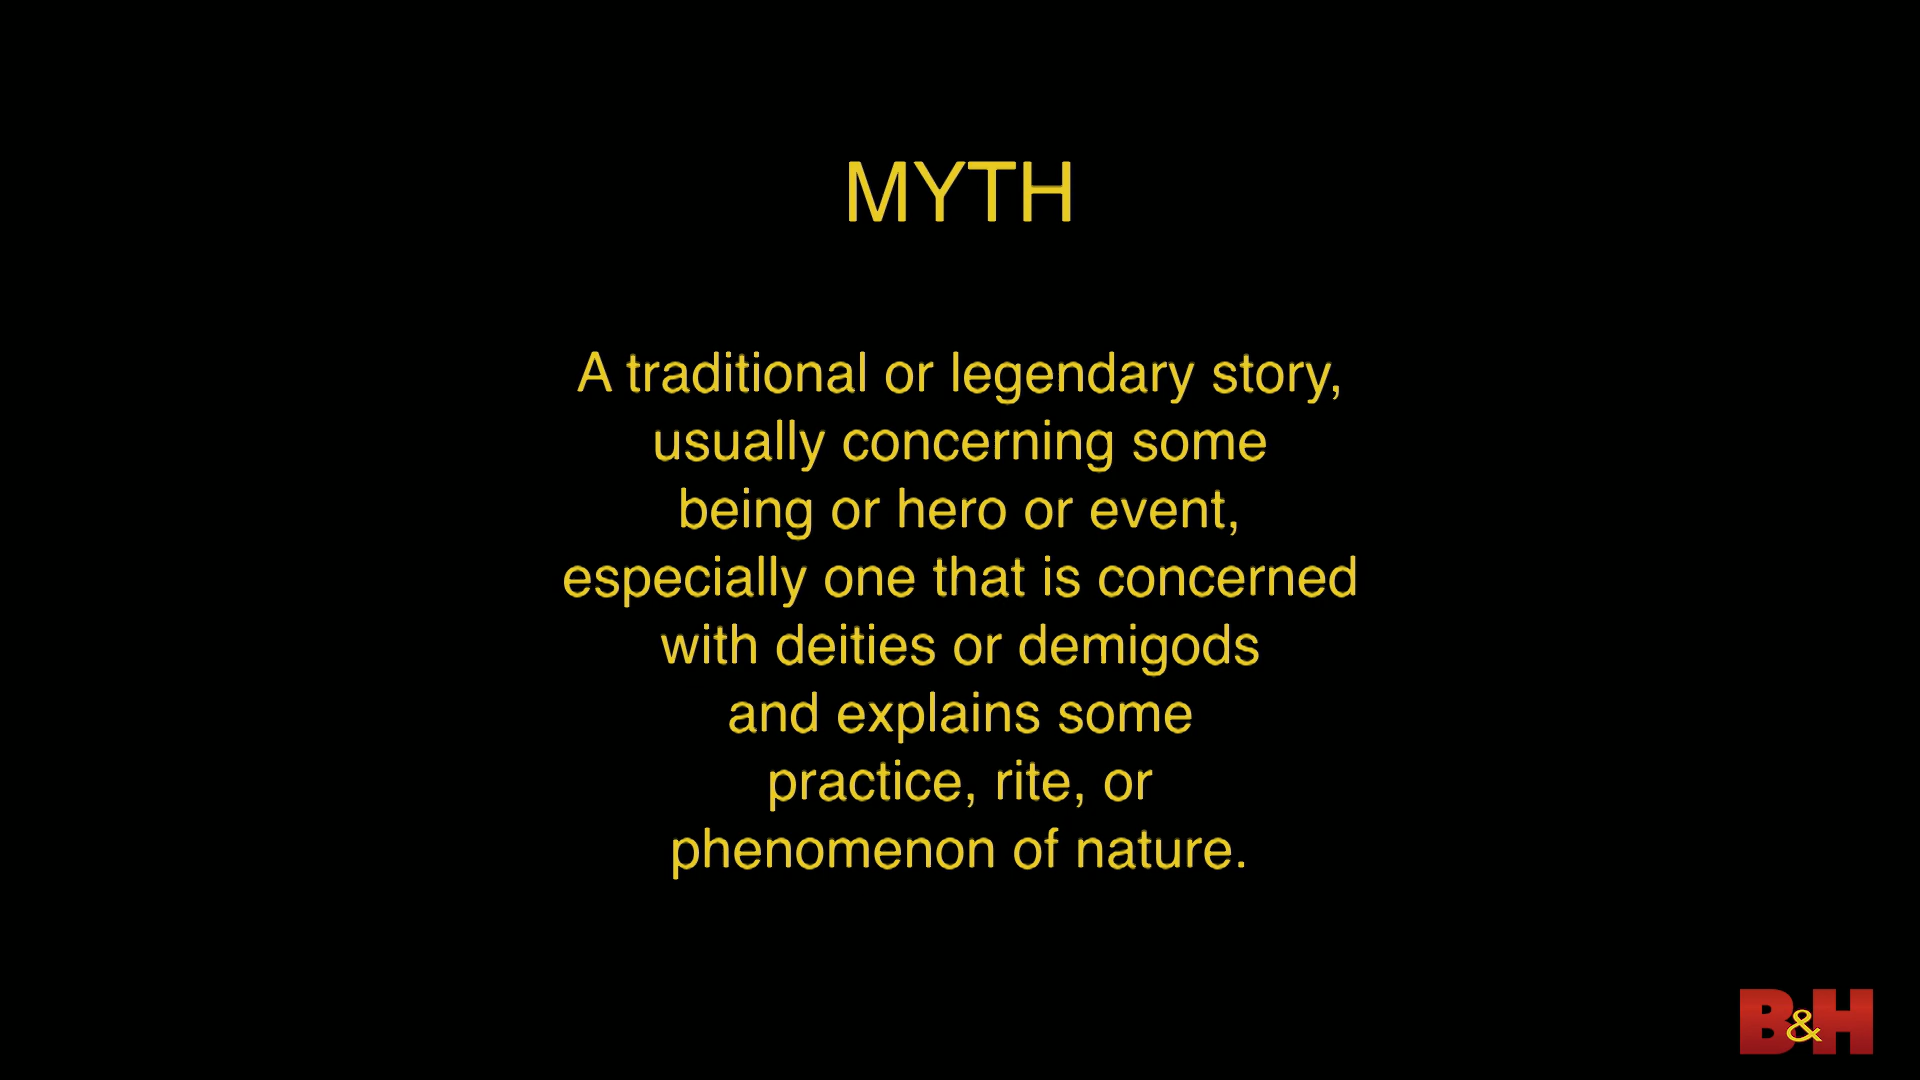 MYTH
A traditional or legendary story,
usually concerning some
being or hero or event,
especially one that is concerned
with deities or demigods
and explains some
practice, rite, or
phenomenon of nature.
B&H